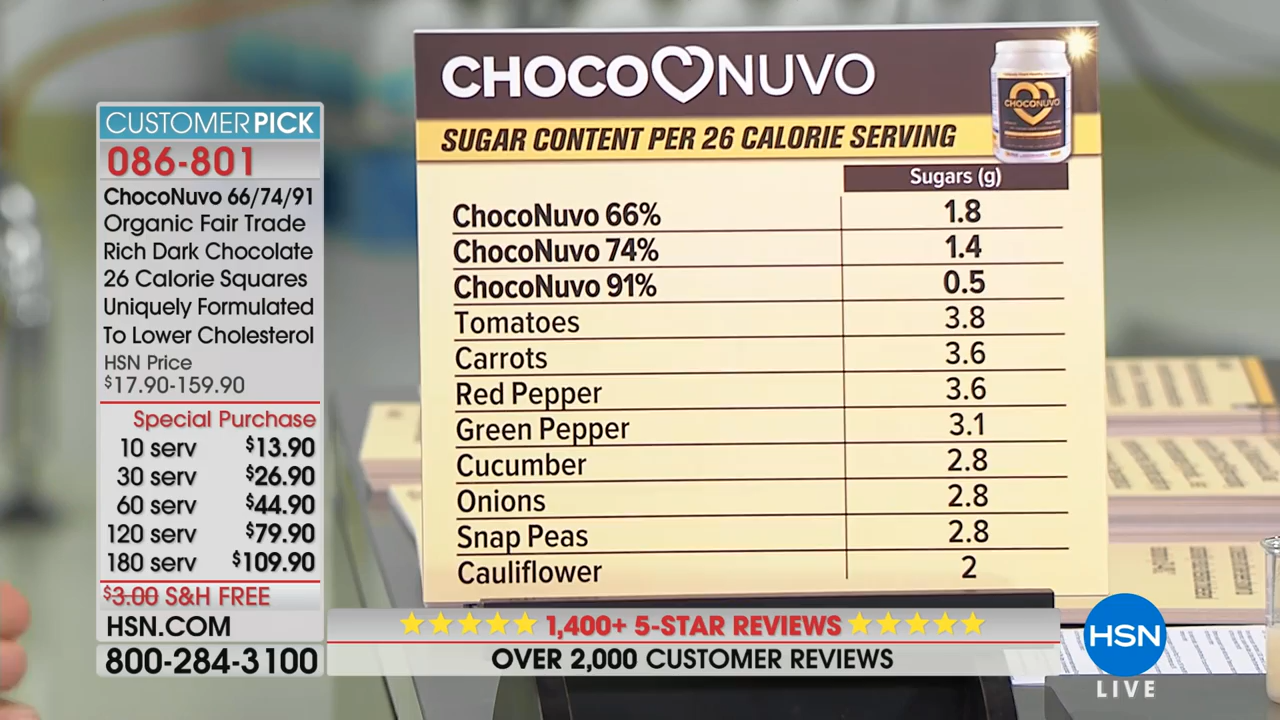 CUSTOMER PICK
086-801
ChocoNuvo 66/74/91
Organic Fair Trade
Rich Dark Chocolate
26 Calorie Squares
Uniquely Formulated
To Lower Cholesterol
HSN Price
$17.90-159.90
Special Purchase
10 serv $13.90
30 serv $26.90
60 serv $44.90
120 serv $79.90
180 serv $109.90
$3.00 S&H FREE
HSN.COM
800-284-3100
CHOCO NUVO
CHOCONUVO
SUGAR CONTENT PER 26 CALORIE SERVING
Sugars (g)
ChocoNuvo 66% 1.8
ChocoNuvo 74% 1.4
ChocoNuvo 91% 0.5
Tomatoes 3.8
Carrots 3.6
Red Pepper 3.6
Green Pepper 3.1
Cucumber 2.8
Onions 2.8
Snap Peas 2.8
Cauliflower 2
1,400+ 5-STAR REVIEWS
OVER 2,000 CUSTOMER REVIEWS
HSN
LIVE